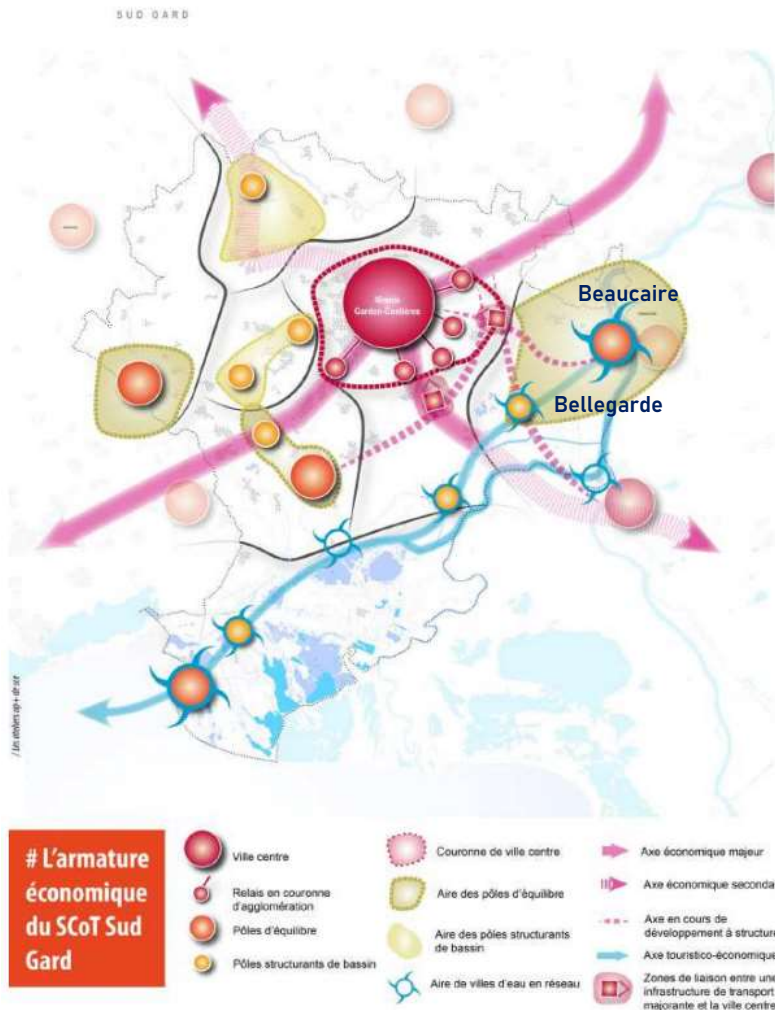 SUD GARD
Nîmes
Garder-Costières
Beaucaire
Bellegarde
# L'armature
économique
du SCoT Sud
Gard
Ville centre
Relais en couronne
d'agglomération
Pôles d'équilibre
Pôles structurants de bassin
Couronne de ville centre
Aire des pôles d'équilibre
Aire des pôles structurants
de bassin
Aire de villes d'eau en réseau
Axe économique majeur
Axe économique seconda
Axe en cours de
développement à structure
Axe touristico-économique
Zones de liaison entre une
infrastructure de transport
majorante et la ville centre